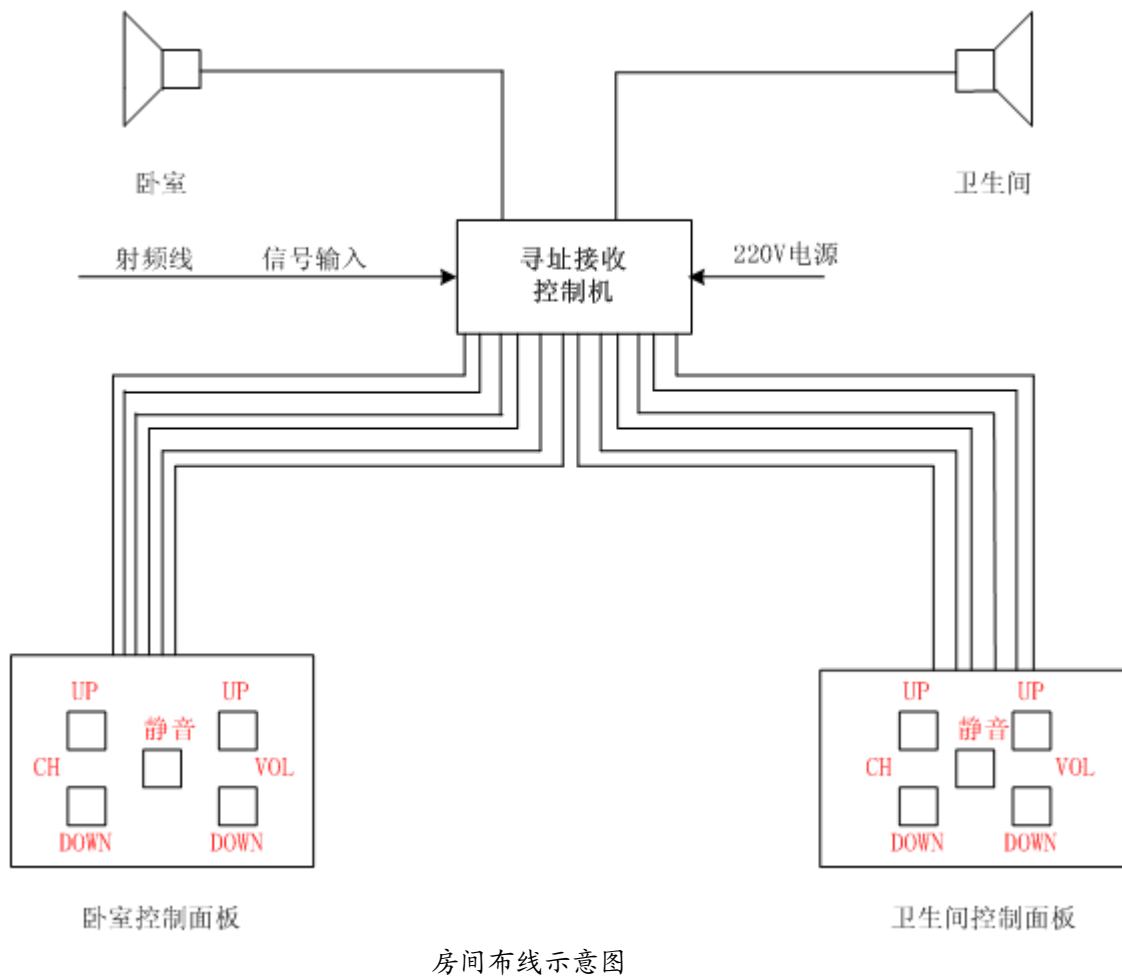 卧室
卫生间
射频线 信号输入
寻址接收
控制机
220V电源
UP UP
静音
CH VOL
DOWN DOWN
UP UP
静音
CH VOL
DOWN DOWN
卧室控制面板
卫生间控制面板
房间布线示意图